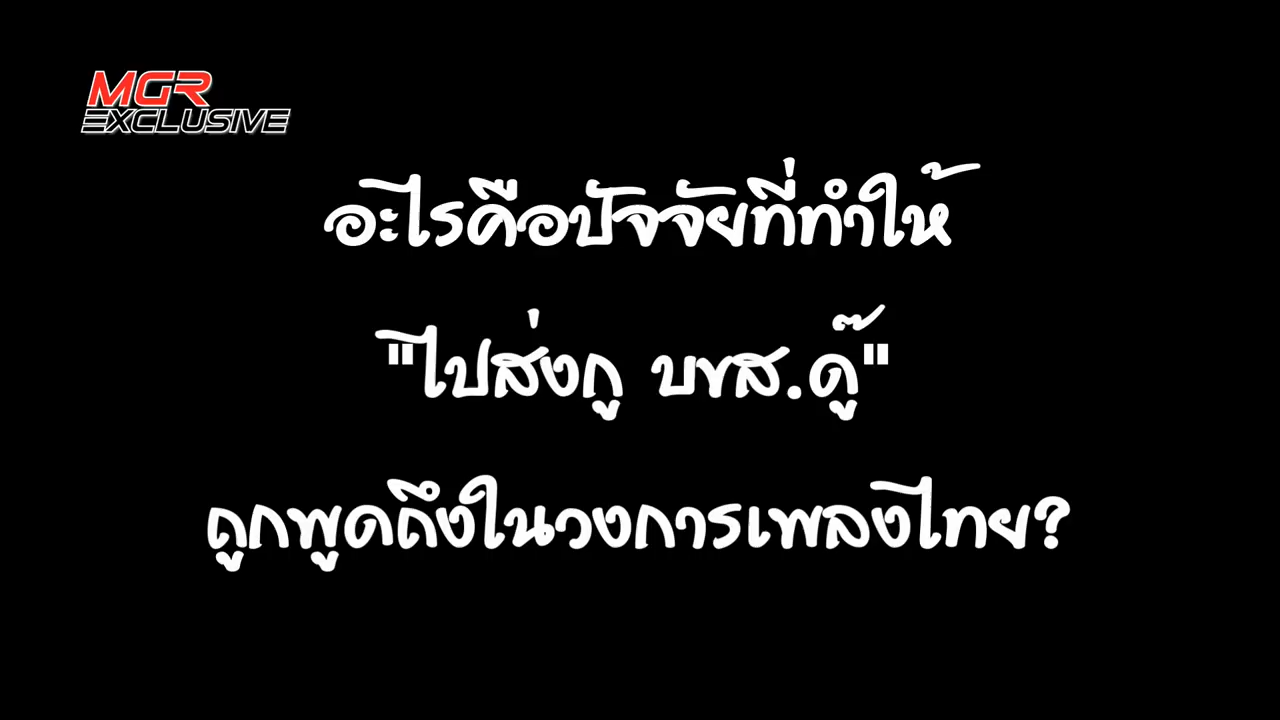 MGR
EXCLUSIVE
อะไรคือปัจจัยที่ทำให้
"ไปส่งกู บขส.ดู๊"
ถูกพูดถึงในวงการเพลงไทย?